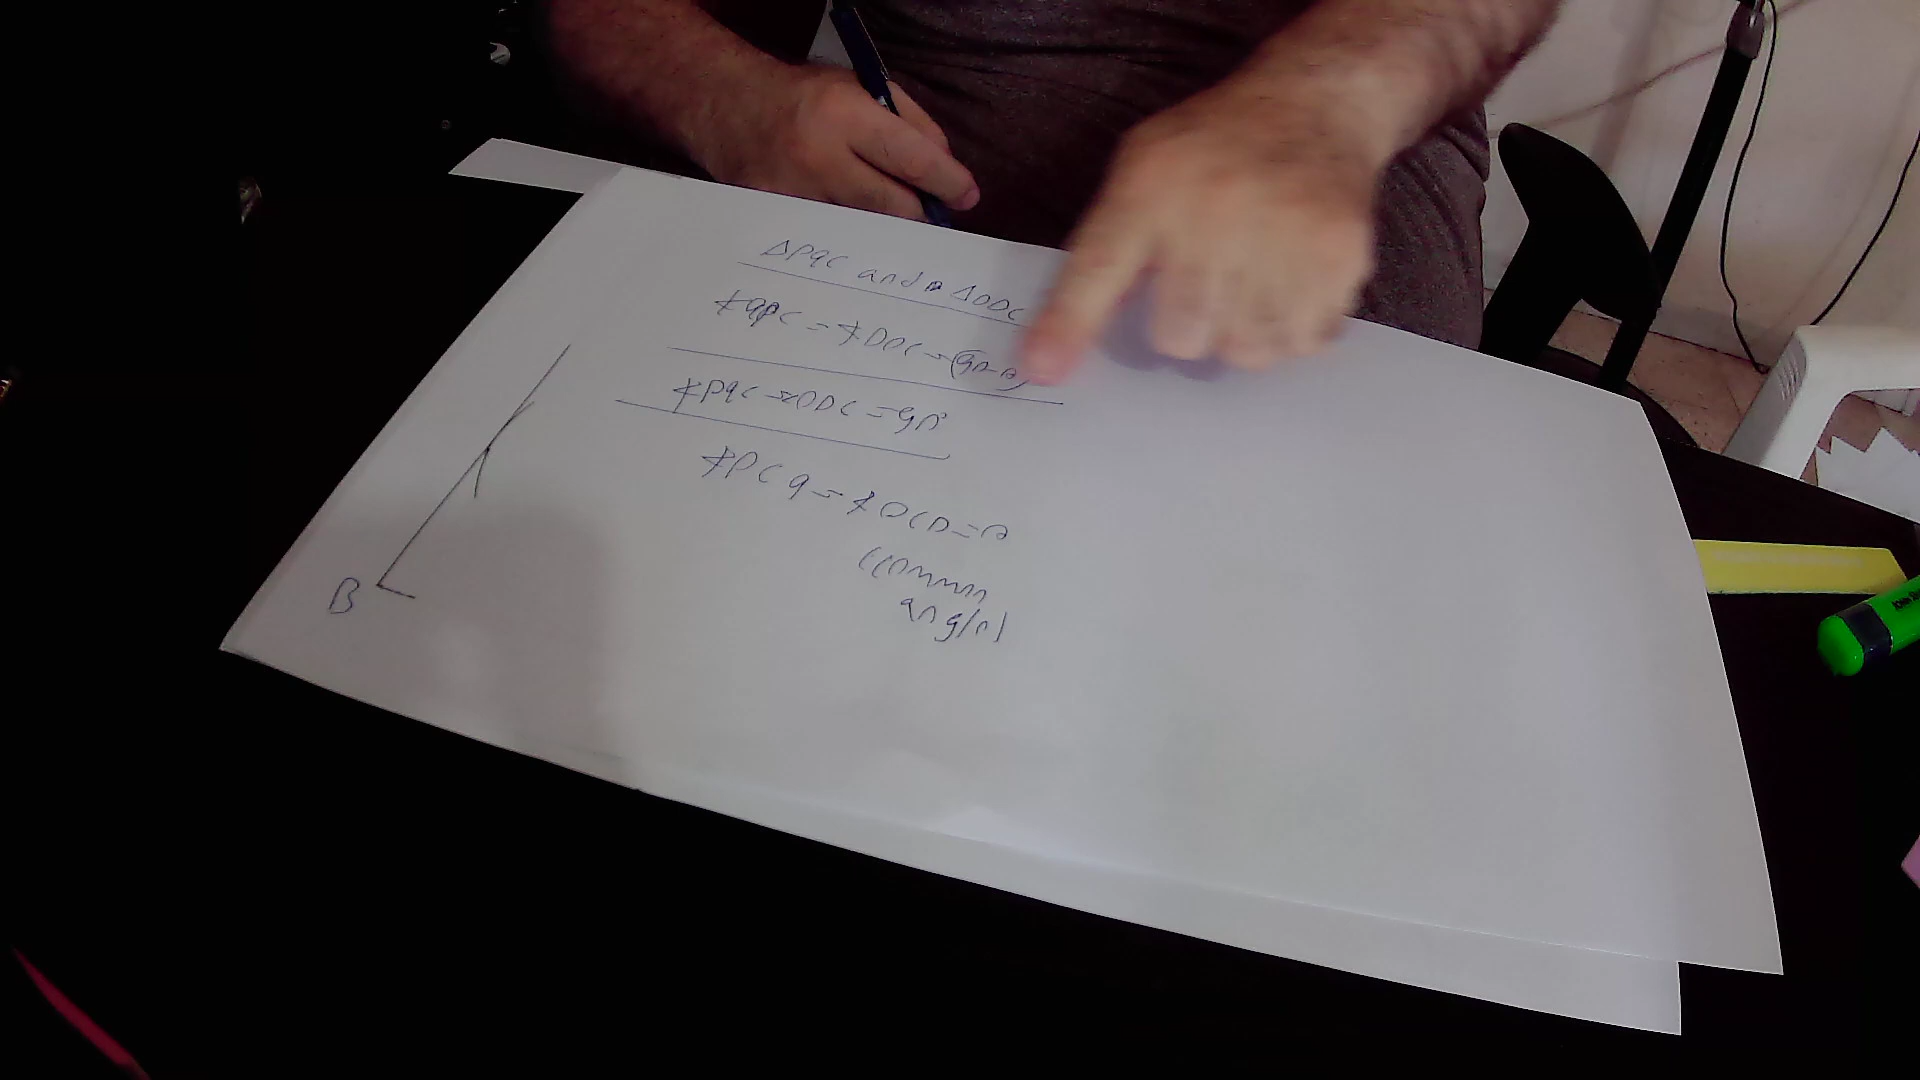 ΔPQC and ΔODC
∢QPC = ∢DOC = (90-α)
∢PQC = ∢ODC = 90°
∢PCQ = ∢OCD = α
(common
angle)
B